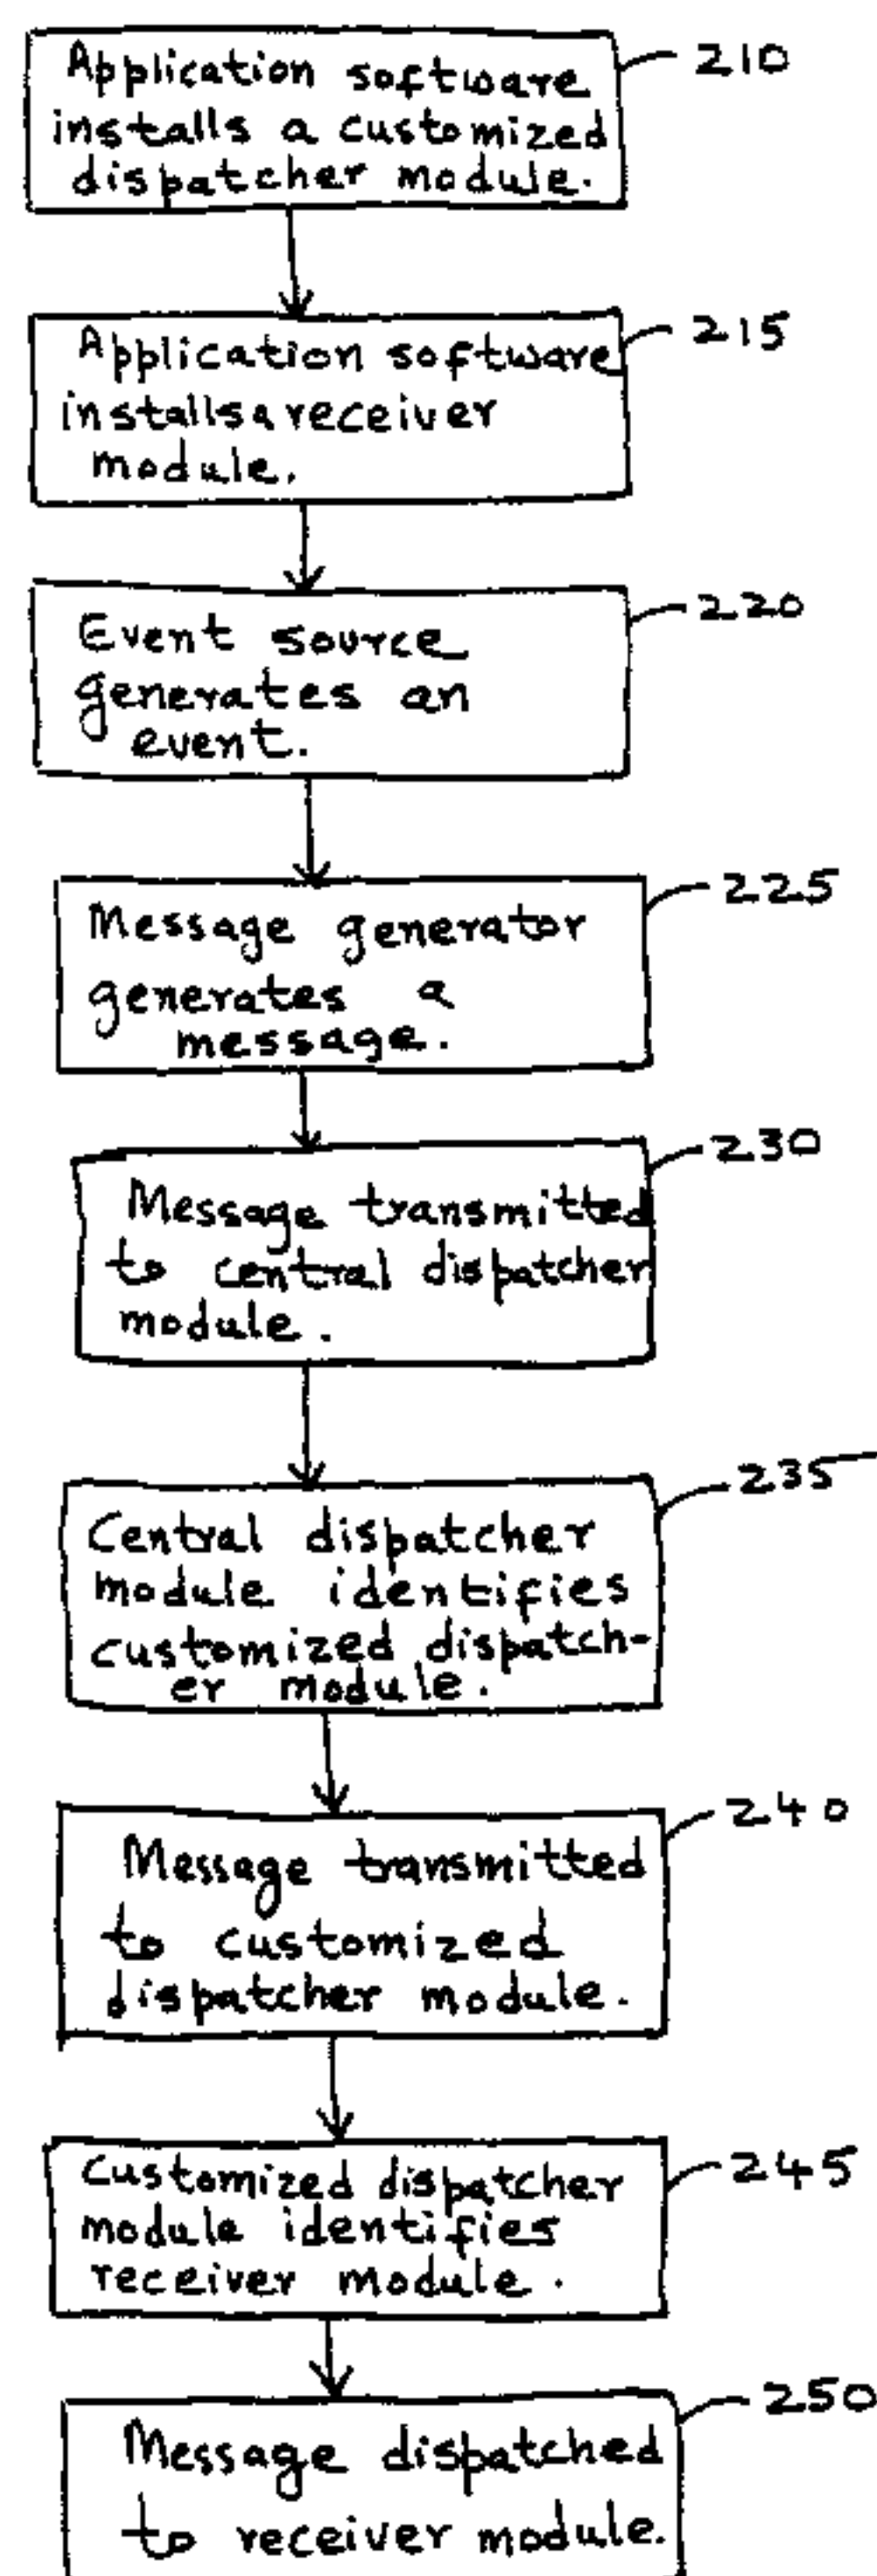 Application software
installs a customized
dispatcher module.
210
Application software
installs a receiver
module.
215
Event source
generates an
event.
220
Message generator
generates a
message.
225
Message transmitted
to central dispatcher
module.
230
Central dispatcher
module identifies
customized dispatch-
er module.
235
Message transmitted
to customized
dispatcher module.
240
Customized dispatcher
module identifies
receiver module.
245
Message dispatched
to receiver module.
250